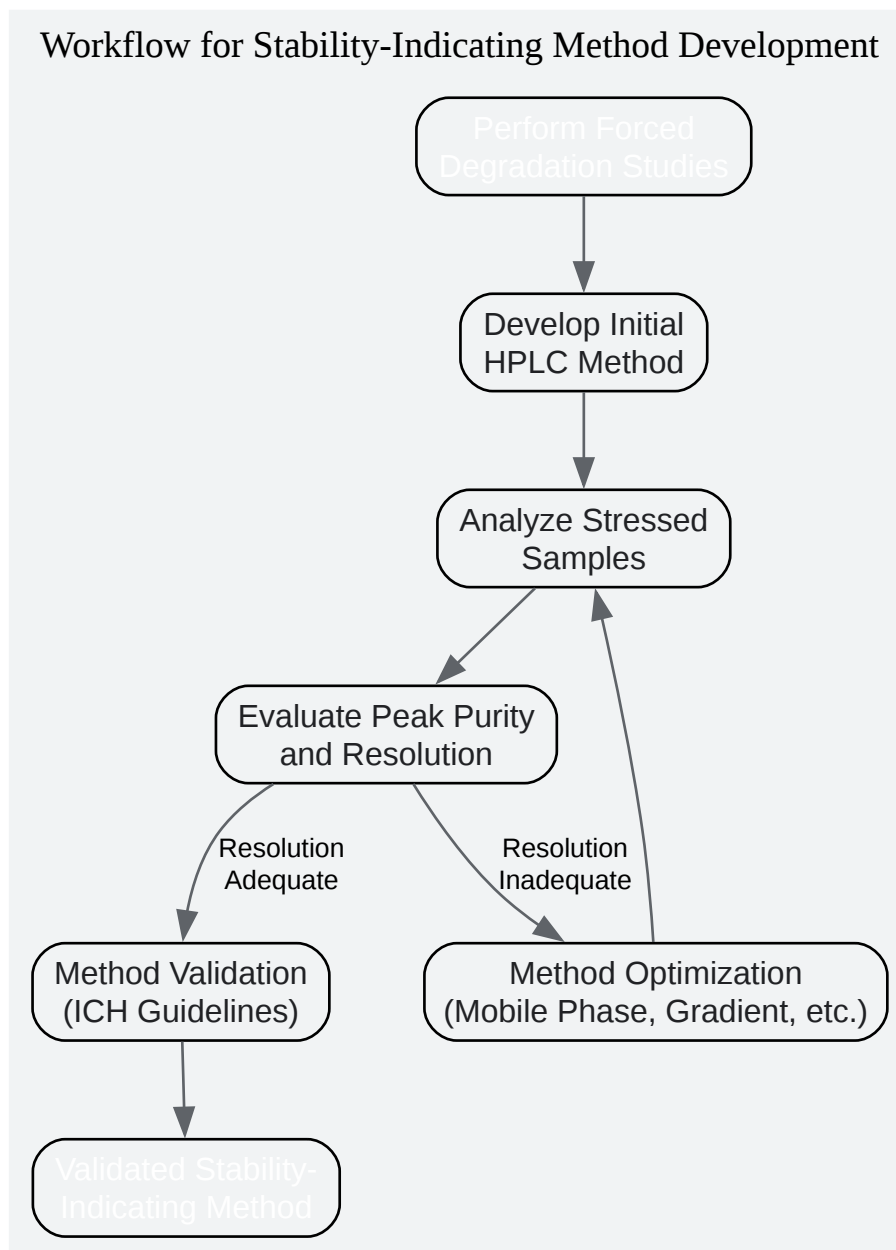 Workflow for Stability-Indicating Method Development
Perform Forced
Degradation Studies
Develop Initial
HPLC Method
Analyze Stressed
Samples
Evaluate Peak Purity
and Resolution
Resolution
Adequate
Resolution
Inadequate
Method Validation
(ICH Guidelines)
Method Optimization
(Mobile Phase, Gradient, etc.)
Validated Stability-
Indicating Method